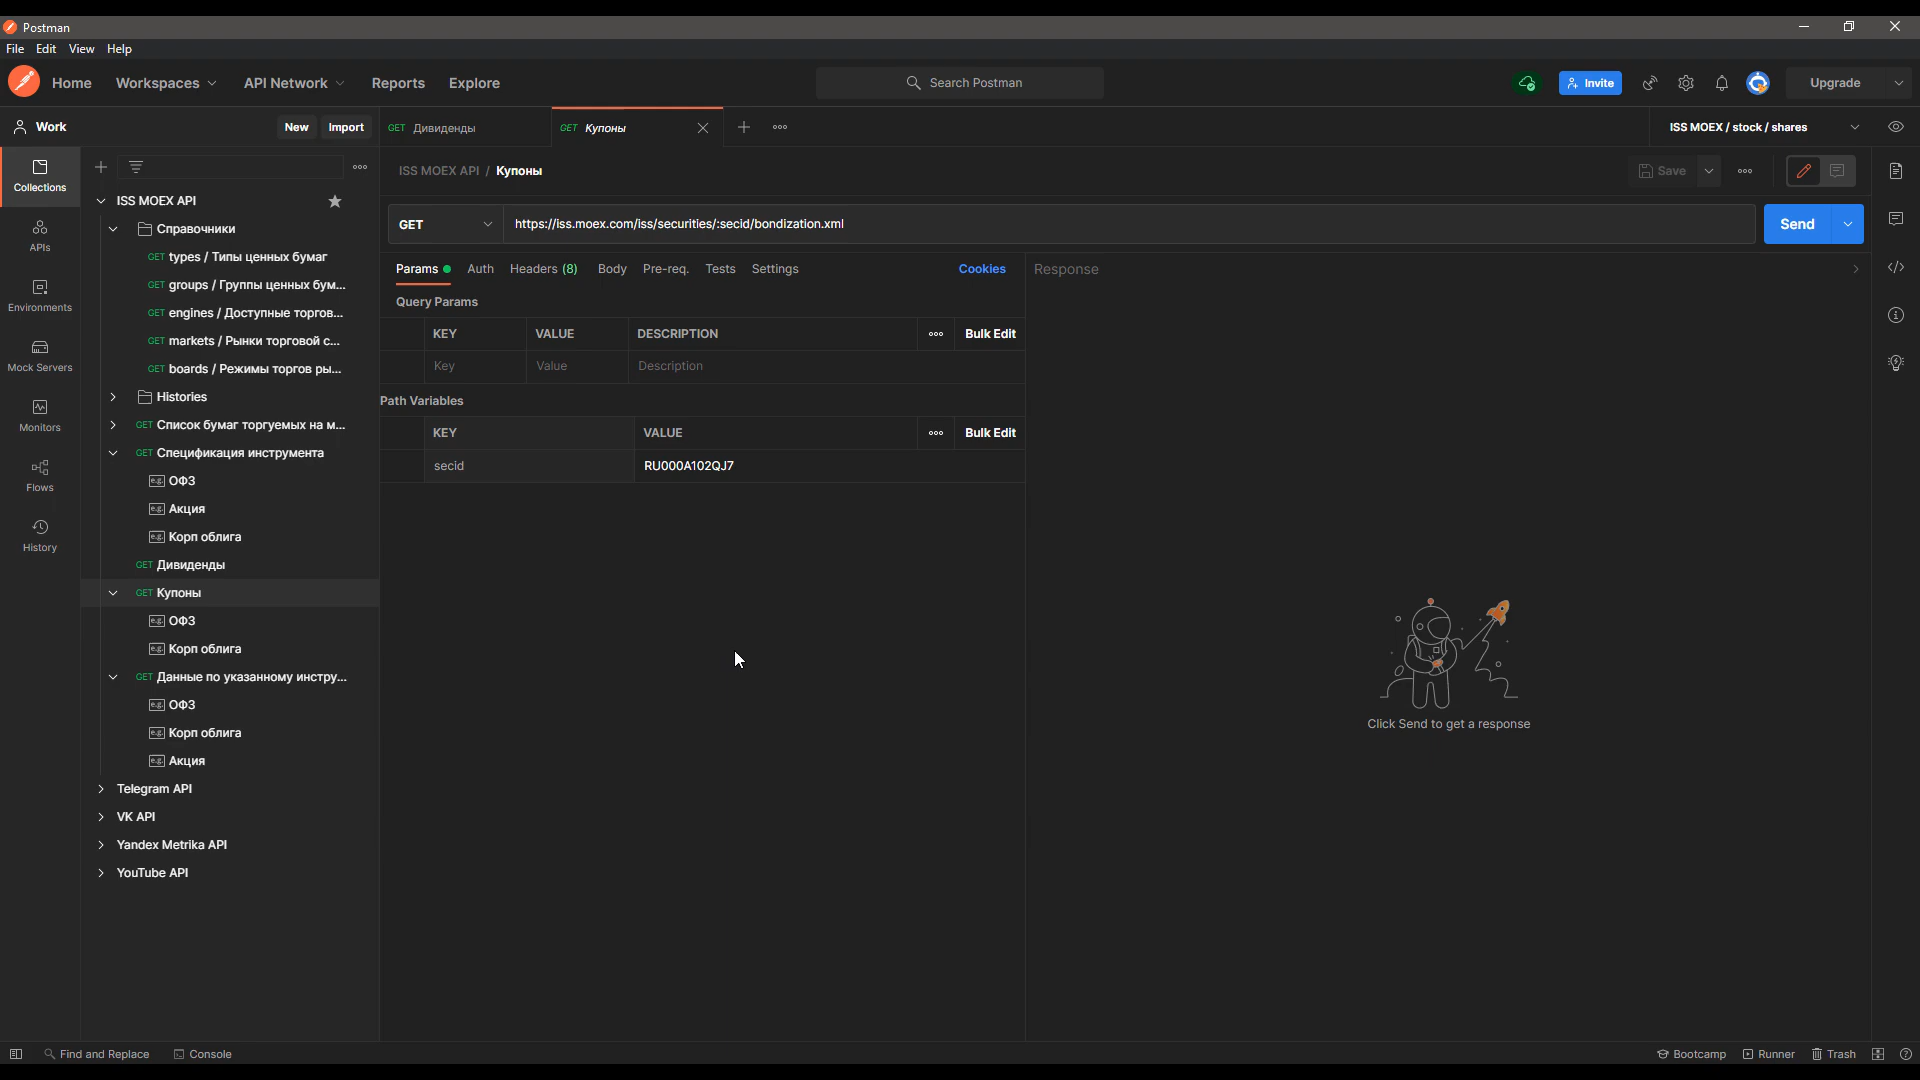 Postman
File Edit View Help
Home Workspaces API Network Reports Explore
Search Postman
Invite
Upgrade
Work
New Import
GET Дивиденды
GET Купоны
ISS MOEX / stock / shares
Collections
APIs
Environments
Mock Servers
Monitors
Flows
History
ISS MOEX API
Справочники
GET types / Типы ценных бумаг
GET groups / Группы ценных бум...
GET engines / Доступные торгов...
GET markets / Рынки торговой с...
GET boards / Режимы торгов ры...
Histories
GET Список бумаг торгуемых на м...
GET Спецификация инструмента
e.g. ОФЗ
e.g. Акция
e.g. Корп облига
GET Дивиденды
GET Купоны
e.g. ОФЗ
e.g. Корп облига
GET Данные по указанному инстру...
e.g. ОФЗ
e.g. Корп облига
e.g. Акция
Telegram API
VK API
Yandex Metrika API
YouTube API
ISS MOEX API / Купоны
Save
GET https://iss.moex.com/iss/securities/:secid/bondization.xml
Send
Params Auth Headers (8) Body Pre-req. Tests Settings Cookies
Query Params
KEY VALUE DESCRIPTION Bulk Edit
Key Value Description
Path Variables
KEY VALUE Bulk Edit
secid RU000A102QJ7
Response
Click Send to get a response
Find and Replace Console
Bootcamp Runner Trash